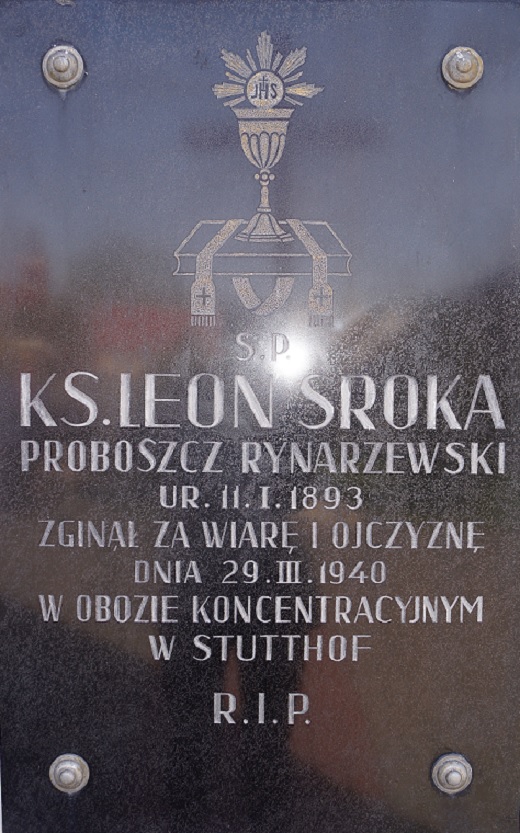 JHS
Ś.P.
KS. LEON SROKA
PROBOSZCZ RYNARZEWSKI
UR. 11.I.1893
ZGINĄŁ ZA WIARĘ I OJCZYZNĘ
DNIA 29.III.1940
W OBOZIE KONCENTRACYJNYM
W STUTTHOF
R.I.P.